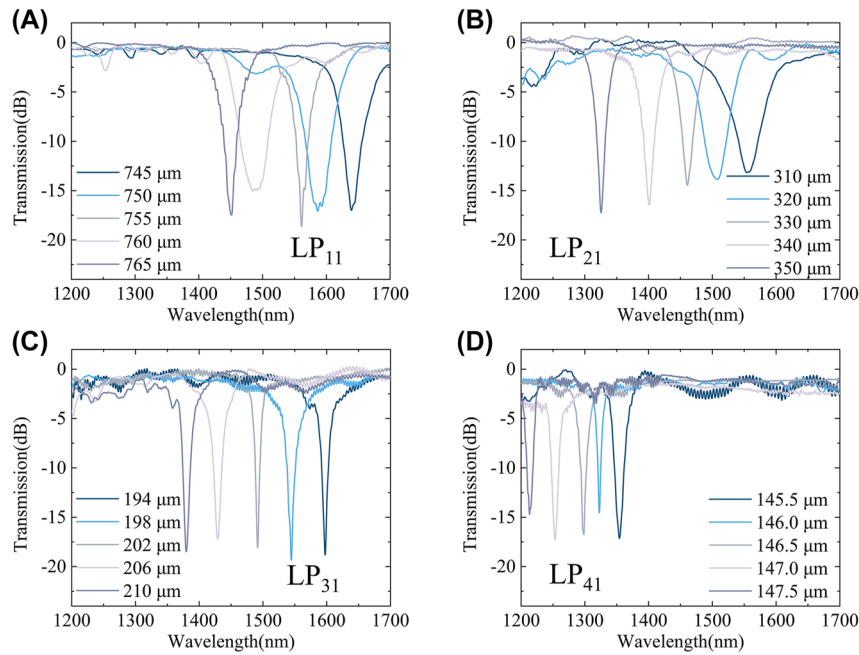 (A)
0
-5
-10
-15
-20
Transmission(dB)
745 μm
750 μm
755 μm
760 μm
765 μm
LP11
1200 1300 1400 1500 1600 1700
Wavelength(nm)
(B)
0
-5
-10
-15
-20
Transmission(dB)
310 μm
320 μm
330 μm
340 μm
350 μm
LP21
1200 1300 1400 1500 1600 1700
Wavelength(nm)
(C)
0
-5
-10
-15
-20
Transmission(dB)
194 μm
198 μm
202 μm
206 μm
210 μm
LP31
1200 1300 1400 1500 1600 1700
Wavelength(nm)
(D)
0
-5
-10
-15
-20
Transmission(dB)
145.5 μm
146.0 μm
146.5 μm
147.0 μm
147.5 μm
LP41
1200 1300 1400 1500 1600 1700
Wavelength(nm)